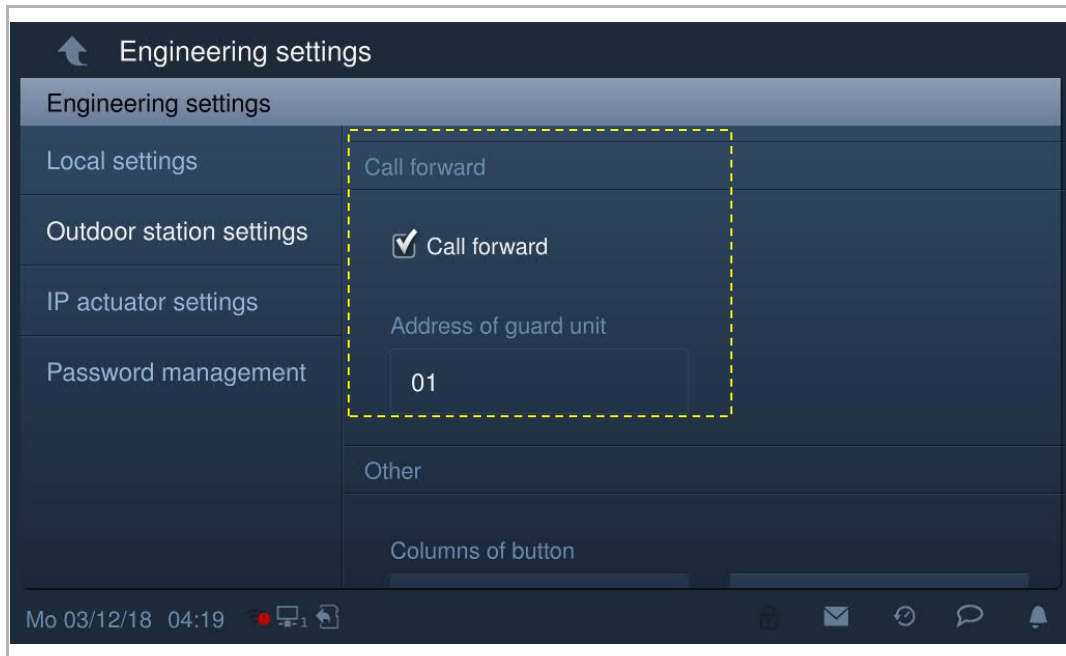 Engineering settings
Engineering settings
Local settings
Outdoor station settings
IP actuator settings
Password management
Call forward
Call forward
Address of guard unit
01
Other
Columns of button
Mo 03/12/18 04:19
1